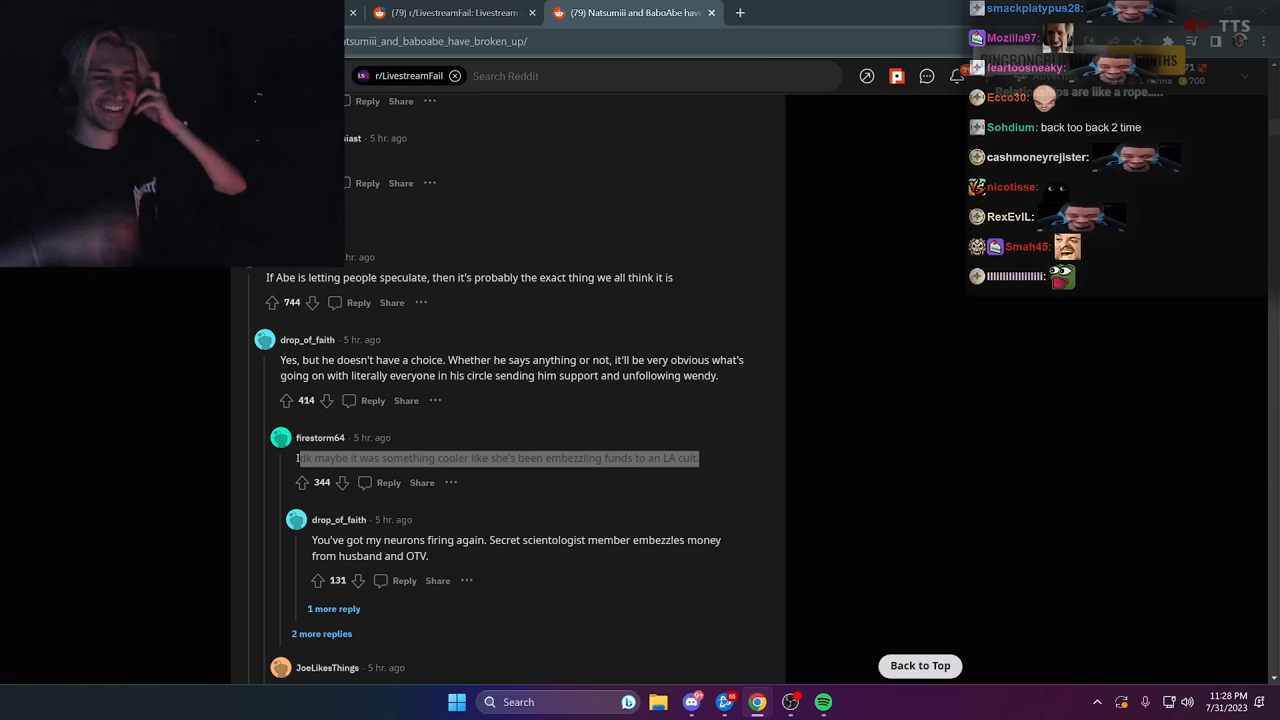 (79) r/LivestreamFail: Livestream
(79) Natsumiii and BaboAbe hav
atsumiii_and_baboabe_have_broken_up/
r/LivestreamFail
Search Reddit
Reply Share
iast · 5 hr. ago
Reply Share
hr. ago
If Abe is letting people speculate, then it's probably the exact thing we all think it is
744 Reply Share
drop_of_faith · 5 hr. ago
Yes, but he doesn't have a choice. Whether he says anything or not, it'll be very obvious what's
going on with literally everyone in his circle sending him support and unfollowing wendy.
414 Reply Share
firestorm64 · 5 hr. ago
Idk maybe it was something cooler like she's been embezzling funds to an LA cult.
344 Reply Share
drop_of_faith · 5 hr. ago
You've got my neurons firing again. Secret scientologist member embezzles money
from husband and OTV.
131 Reply Share
1 more reply
2 more replies
JoeLikesThings · 5 hr. ago
Back to Top
smackplatypus28:
TTS
Mozilla97:
feartoosneaky:
Relationships are like a rope.....
Ecco30:
Sohdium: back too back 2 time
cashmoneyrejister:
nicotisse:
RexEvIL:
Smah45:
Search
11:28 PM
7/31/2023